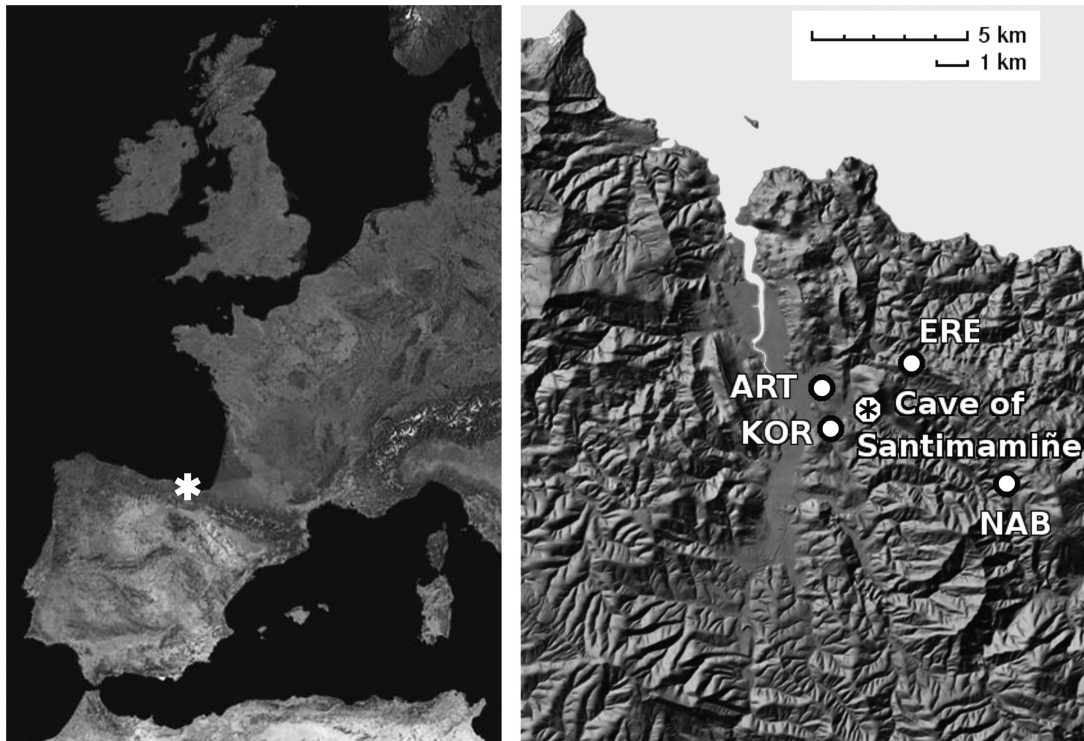 5 km
1 km
ERE
ART
Cave of
KOR
Santimamiñe
NAB